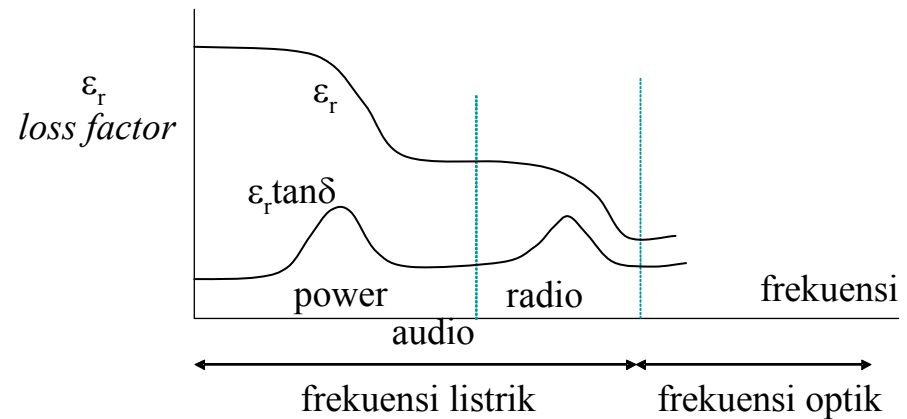 εr
loss factor
εr
εrtanδ
power
radio
frekuensi
audio
frekuensi listrik
frekuensi optik